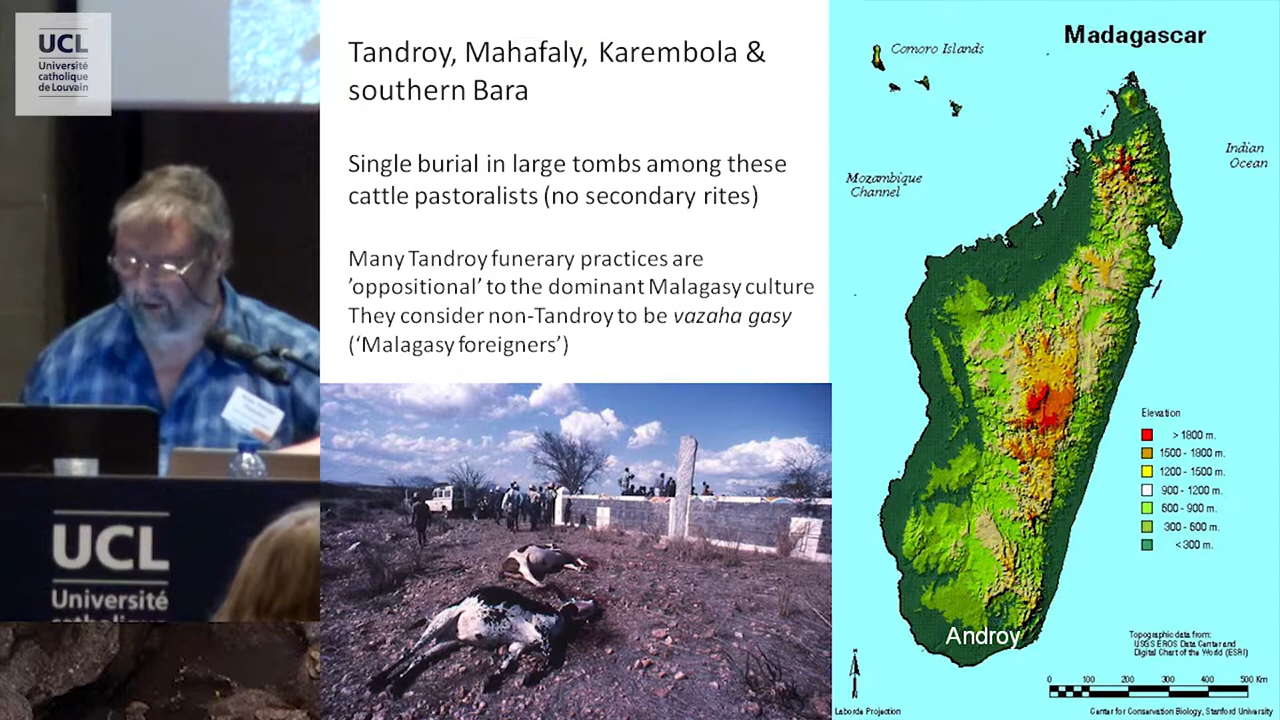 UCL
Université
catholique
de Louvain
UCL
Université
Tandroy, Mahafaly, Karembola &
southern Bara
Single burial in large tombs among these
cattle pastoralists (no secondary rites)
Many Tandroy funerary practices are
'oppositional' to the dominant Malagasy culture
They consider non-Tandroy to be vazaha gasy
('Malagasy foreigners')
Madagascar
Comoro Islands
Indian
Ocean
Mozambique
Channel
Elevation
> 1800 m.
1500 - 1800 m.
1200 - 1500 m.
900 - 1200 m.
600 - 900 m.
300 - 600 m.
< 300 m.
Androy
Topographic data from:
USGS EROS Data Center and
Digital Chart of the World (ESRI)
0 100 200 300 400 500 Km
Laborde Projection
Center for Conservation Biology, Stanford University